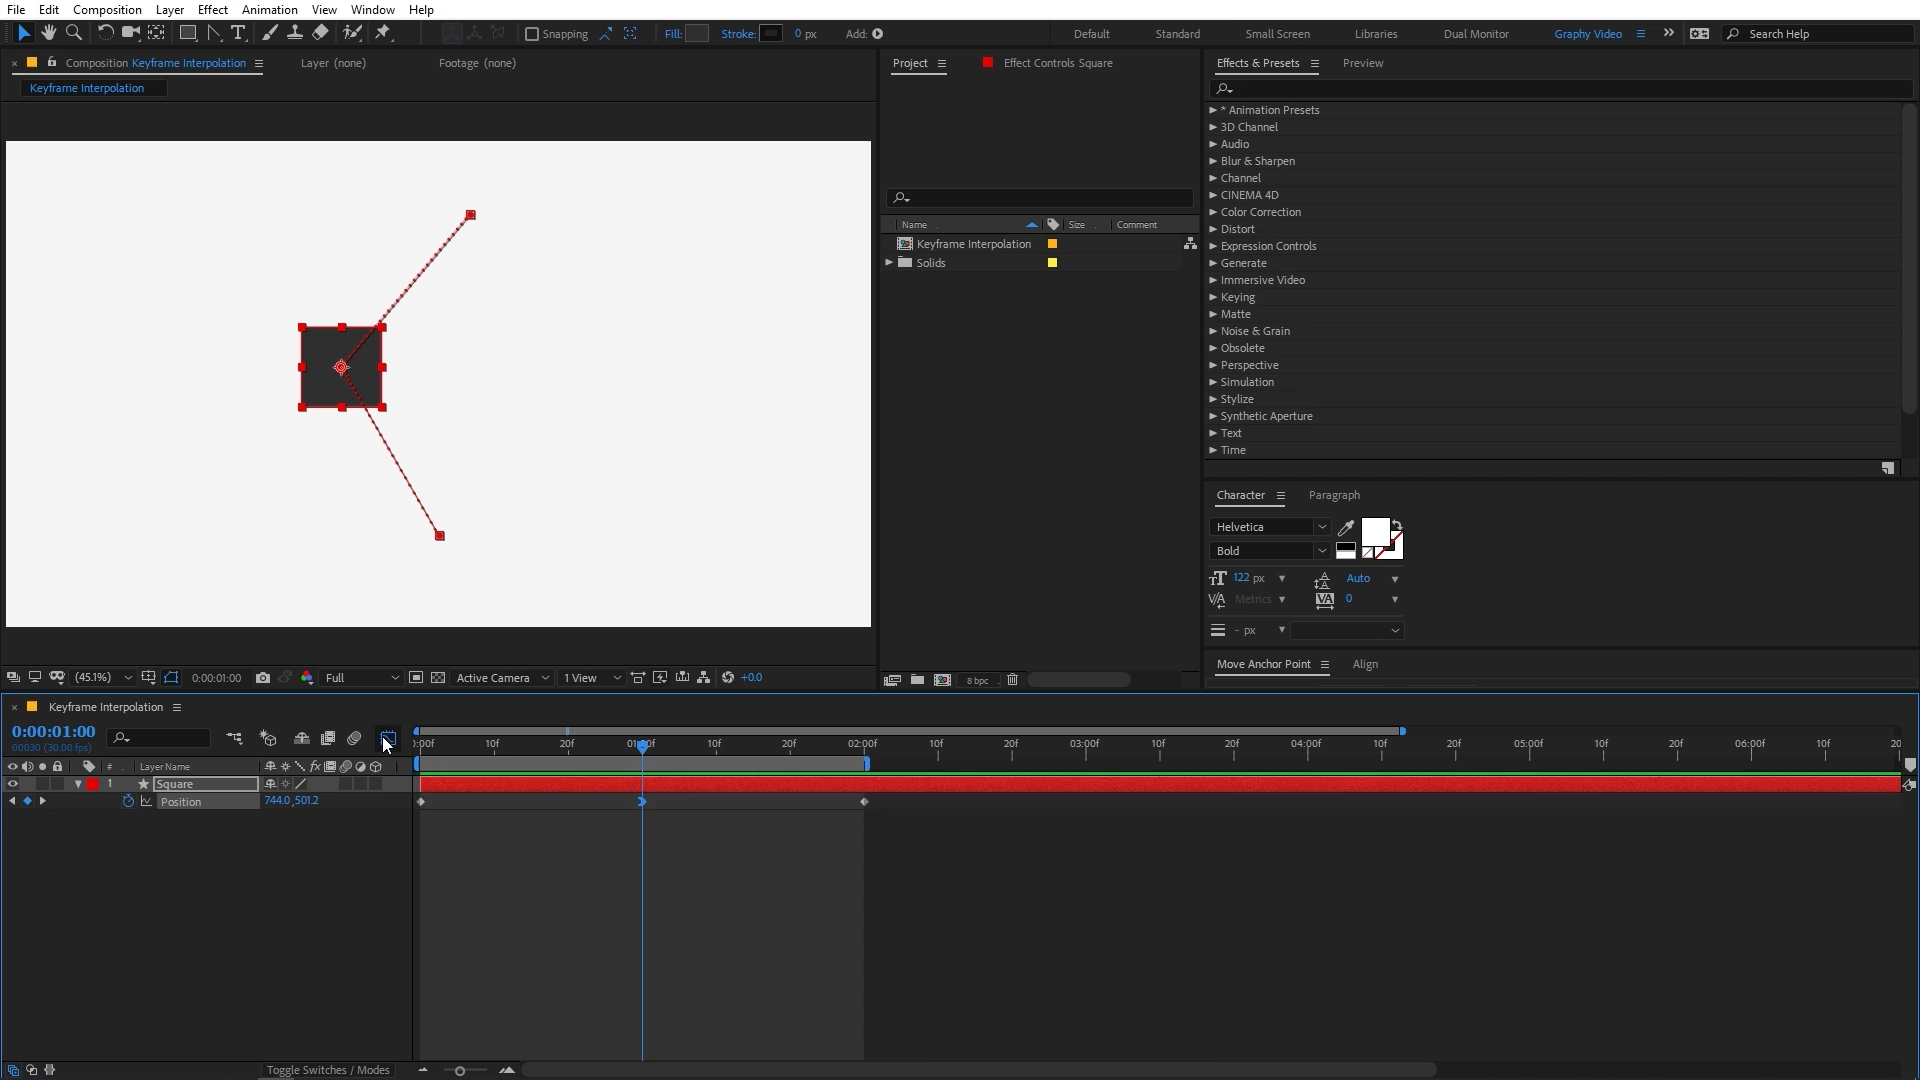 File Edit Composition Layer Effect Animation View Window Help
Snapping Fill: Stroke: 0 px Add: Default Standard Small Screen Libraries Dual Monitor Graphy Video Search Help
Composition Keyframe Interpolation Layer (none) Footage (none)
Keyframe Interpolation
Project Effect Controls Square
Name Size Comment
Keyframe Interpolation
Solids
8 bpc
Effects & Presets Preview
* Animation Presets
3D Channel
Audio
Blur & Sharpen
Channel
CINEMA 4D
Color Correction
Distort
Expression Controls
Generate
Immersive Video
Keying
Matte
Noise & Grain
Obsolete
Perspective
Simulation
Stylize
Synthetic Aperture
Text
Time
Character Paragraph
Helvetica
Bold
122 px Auto
Metrics 0
- px
Move Anchor Point Align
(45.1%) 0:00:01:00 Full Active Camera 1 View +0.0
Keyframe Interpolation
0:00:01:00
00030 (30.00 fps)
):00f 10f 20f 01:00f 10f 20f 02:00f 10f 20f 03:00f 10f 20f 04:00f 10f 20f 05:00f 10f 20f 06:00f 10f 20
# Layer Name fx
1 Square
Position 744.0,501.2
Toggle Switches / Modes